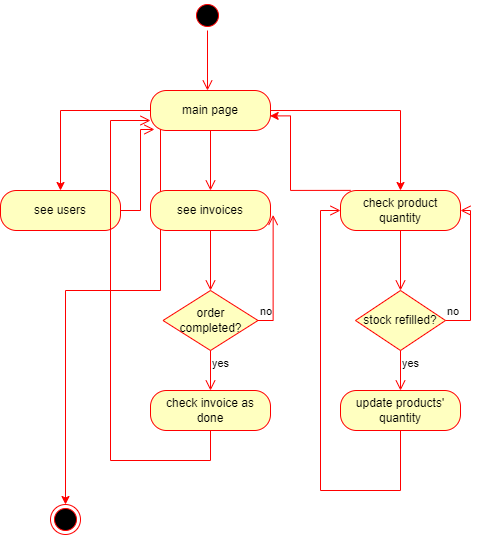 main page
see users
see invoices
check product
quantity
order
completed?
no
stock refilled?
no
yes
yes
check invoice as
done
update products'
quantity